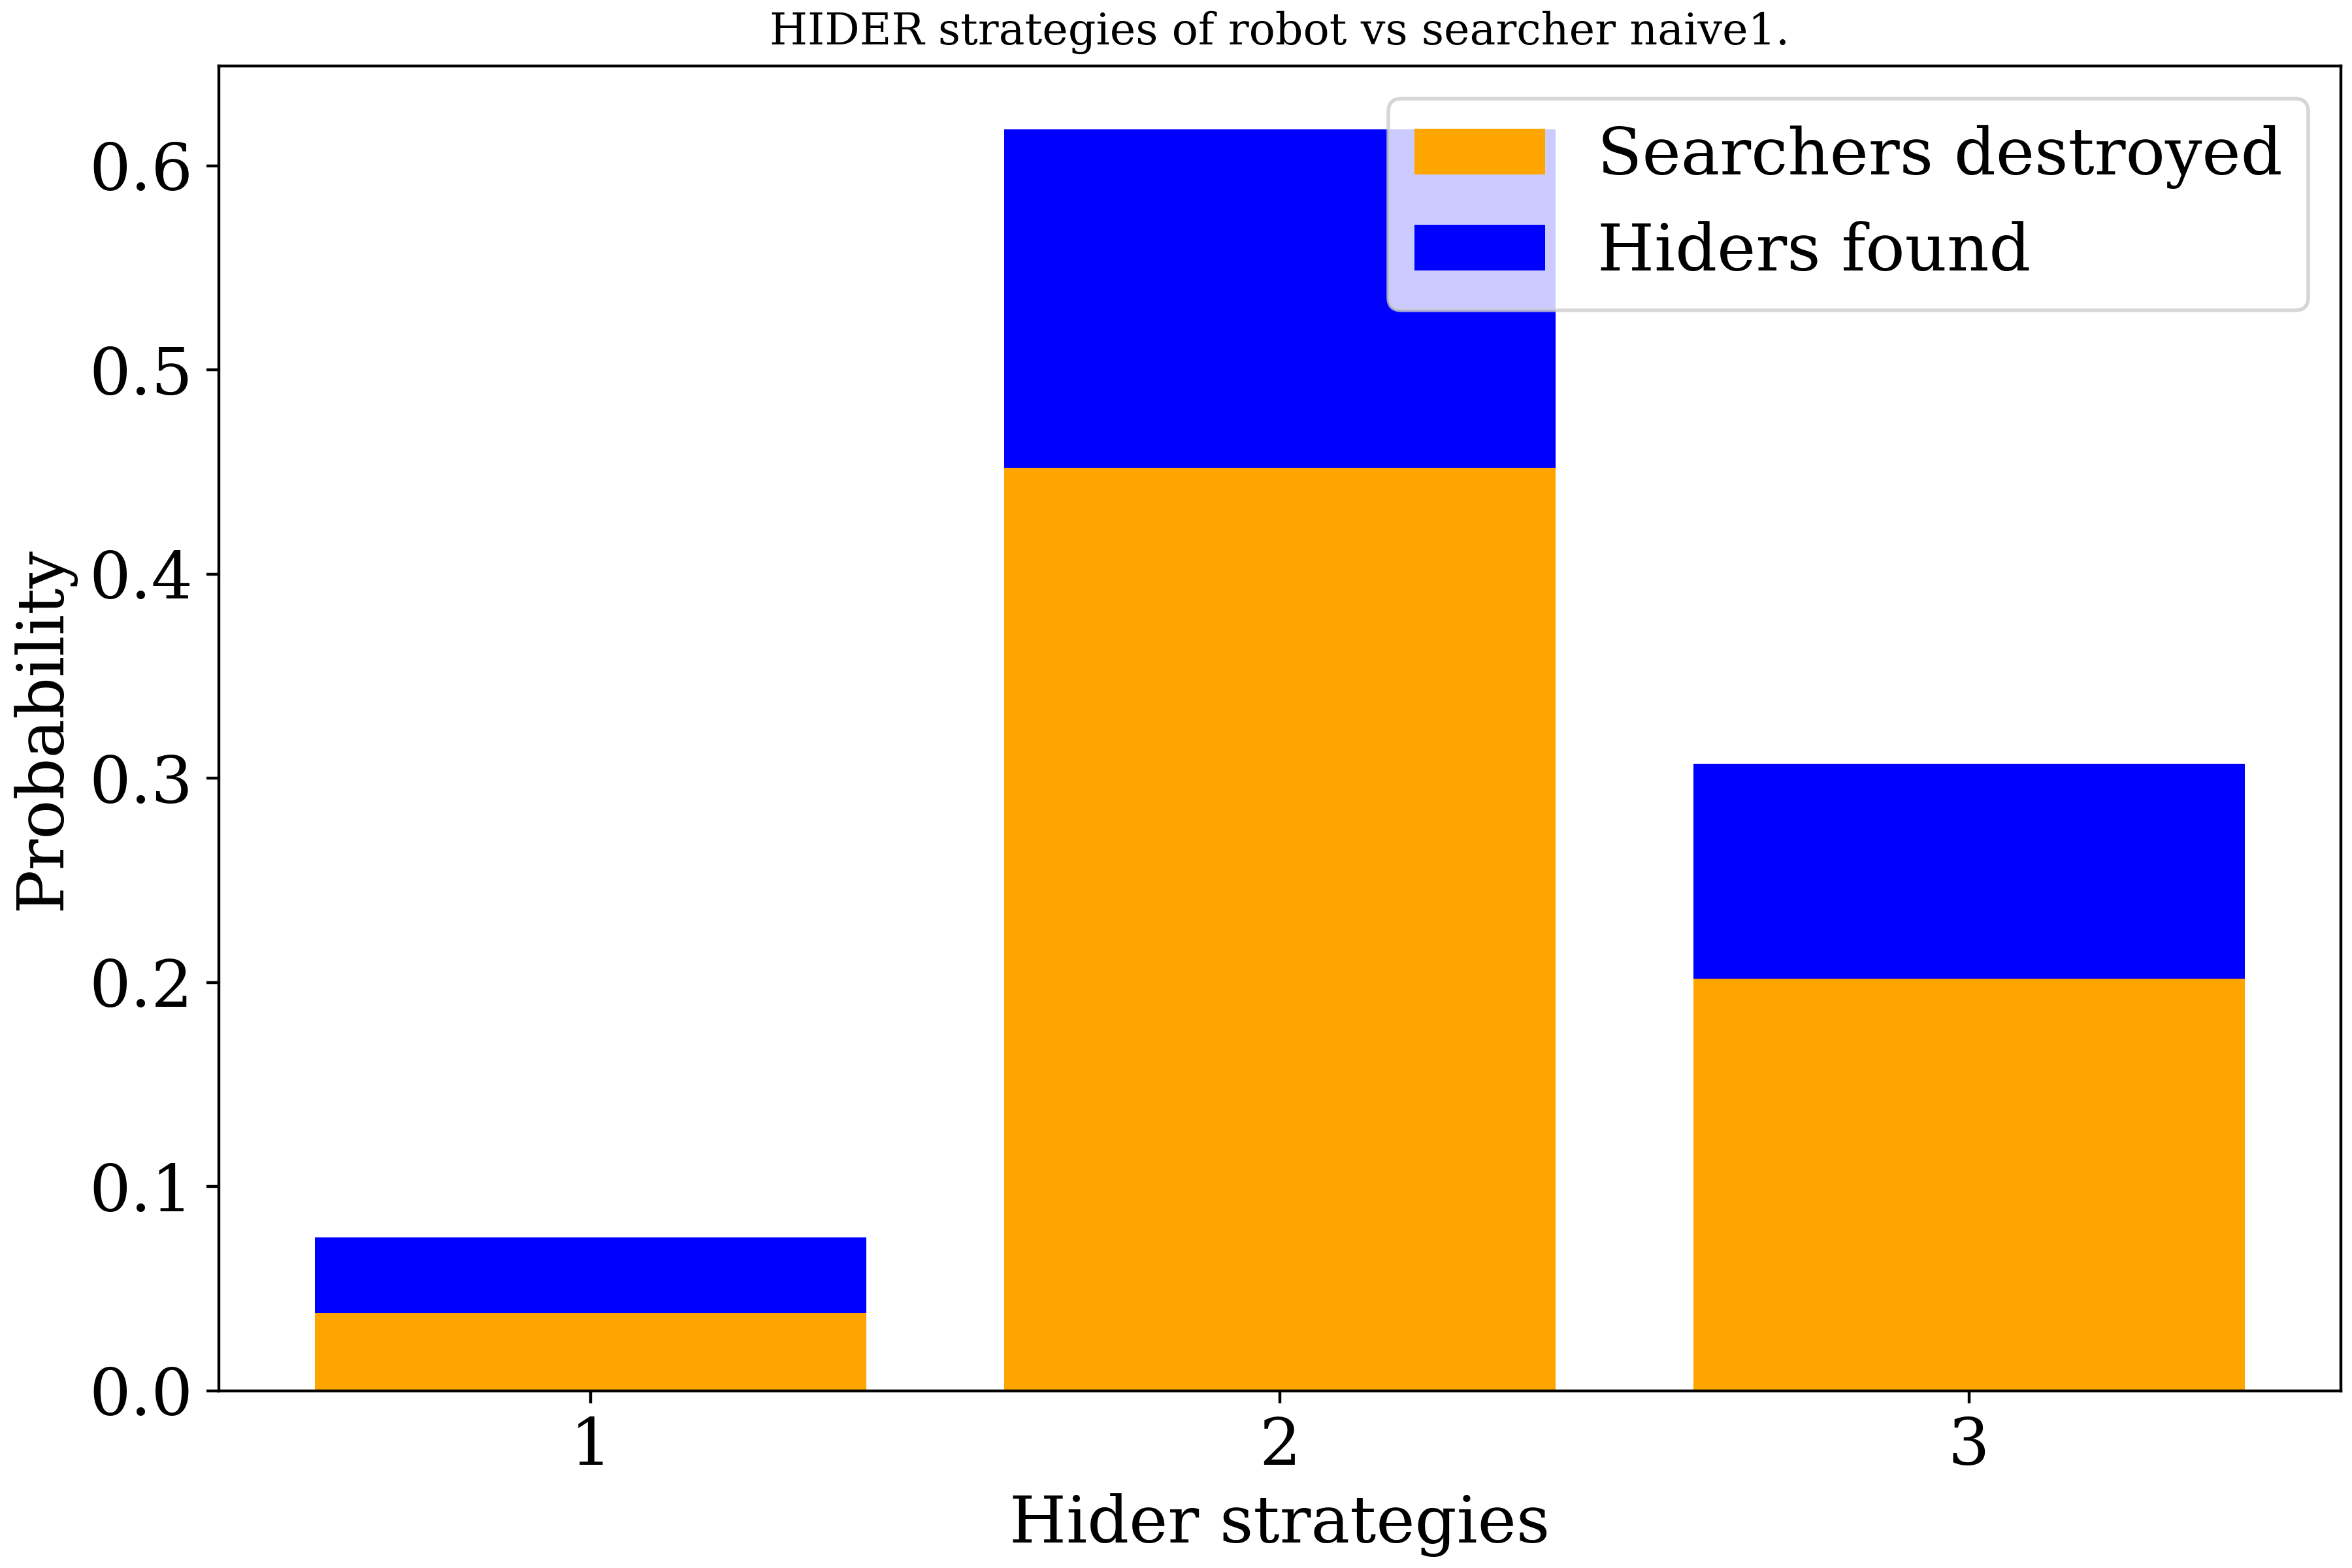 HIDER strategies of robot vs searcher naive1.
Searchers destroyed
Hiders found
0.6
0.5
0.4
0.3
0.2
0.1
0.0
Probability
1 2 3
Hider strategies